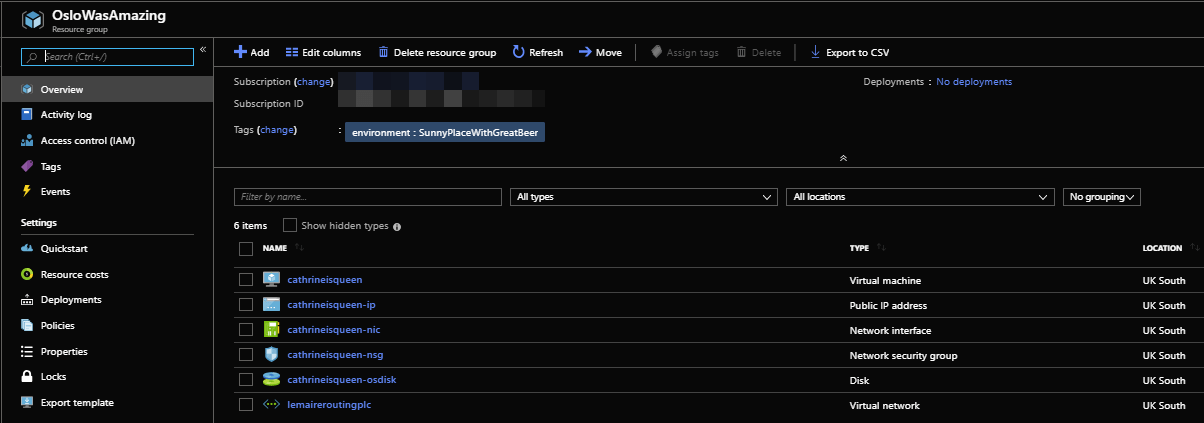 OsloWasAmazing
Resource group
Search (Ctrl+/)
«
Overview
Activity log
Access control (IAM)
Tags
Events
Settings
Quickstart
Resource costs
Deployments
Policies
Properties
Locks
Export template
Add Edit columns Delete resource group Refresh Move Assign tags Delete Export to CSV
Subscription (change)
Deployments : No deployments
Subscription ID
Tags (change) : environment : SunnyPlaceWithGreatBeer
Filter by name... All types All locations No grouping
6 items Show hidden types
NAME TYPE LOCATION
cathrineisqueen Virtual machine UK South
cathrineisqueen-ip Public IP address UK South
cathrineisqueen-nic Network interface UK South
cathrineisqueen-nsg Network security group UK South
cathrineisqueen-osdisk Disk UK South
lemaireroutingplc Virtual network UK South